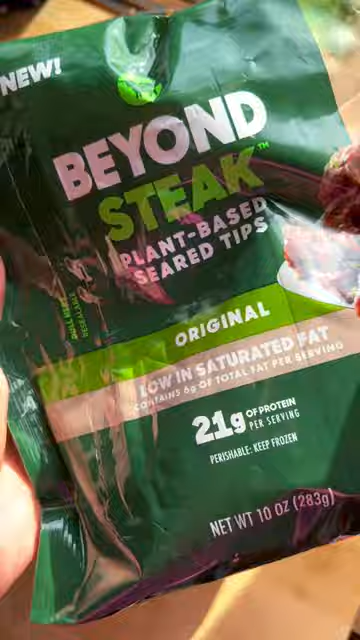 NEW!
BEYOND
STEAK™
PLANT-BASED
SEARED TIPS
ORIGINAL
LOW IN SATURATED FAT
CONTAINS 6g OF TOTAL FAT PER SERVING
21g OF PROTEIN
PER SERVING
PERISHABLE: KEEP FROZEN
NET WT 10 OZ (283g)